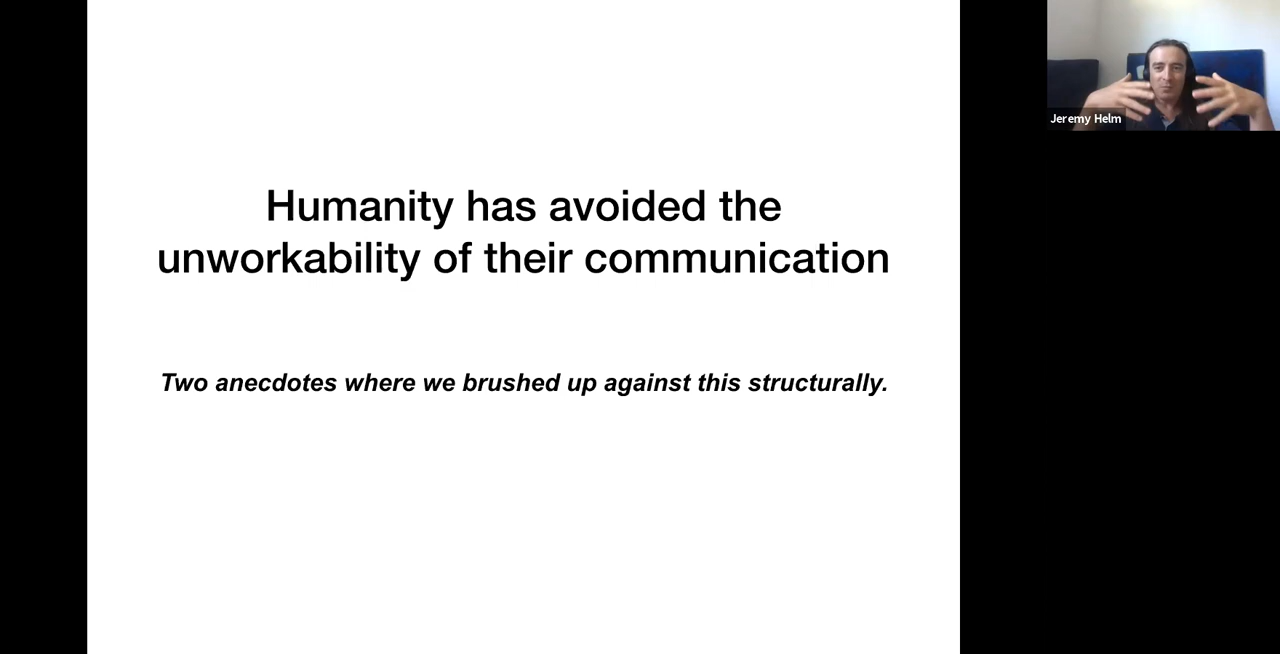 Humanity has avoided the
unworkability of their communication
Two anecdotes where we brushed up against this structurally.
Jeremy Helm